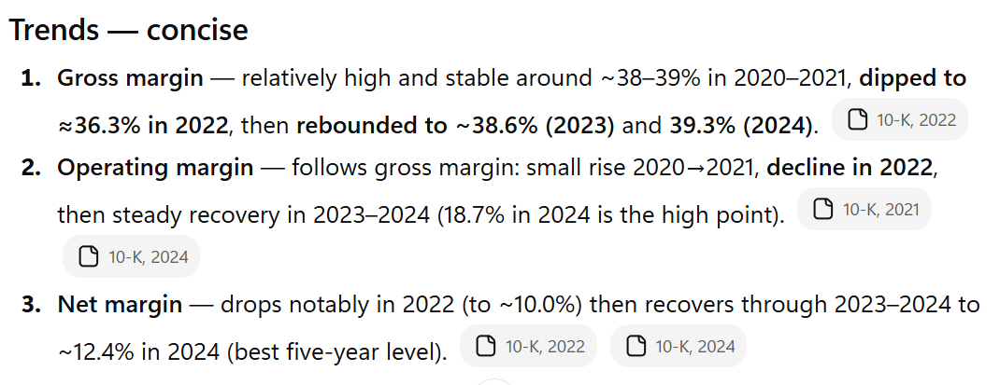 Trends — concise
1. Gross margin — relatively high and stable around ~38–39% in 2020–2021, dipped to
≈36.3% in 2022, then rebounded to ~38.6% (2023) and 39.3% (2024). 10-K, 2022
2. Operating margin — follows gross margin: small rise 2020→2021, decline in 2022,
then steady recovery in 2023–2024 (18.7% in 2024 is the high point). 10-K, 2021
10-K, 2024
3. Net margin — drops notably in 2022 (to ~10.0%) then recovers through 2023–2024 to
~12.4% in 2024 (best five-year level). 10-K, 2022 10-K, 2024